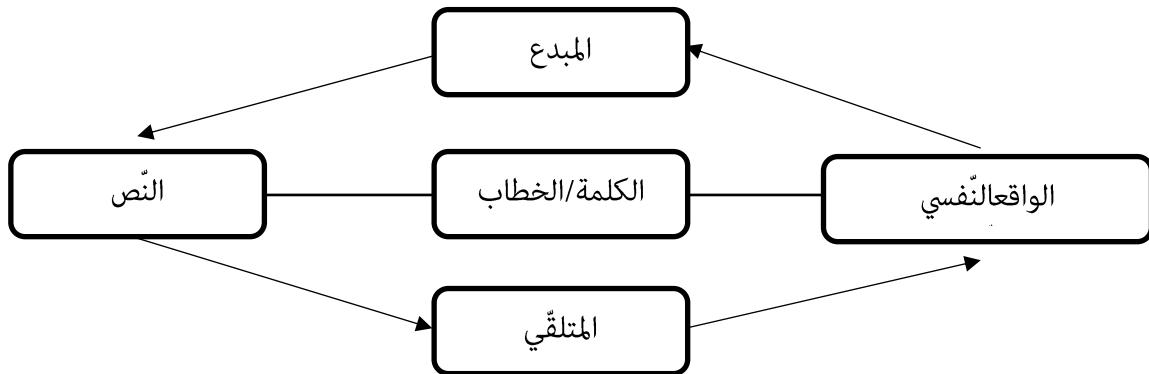 المبدع
الواقعالنّفسي
الكلمة/الخطاب
النّص
المتلقّي